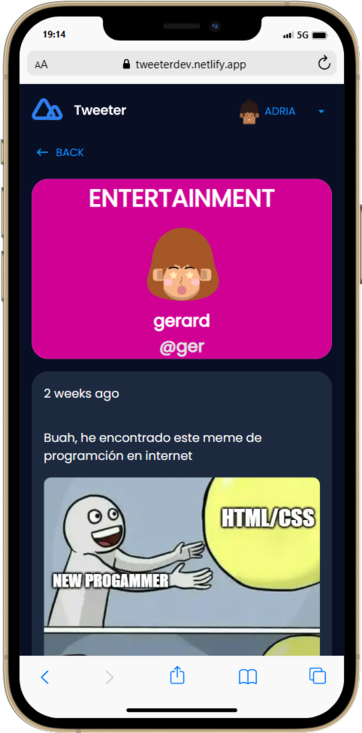 19:14
5G
AA
tweeterdev.netlify.app
Tweeter
ADRIA
← BACK
ENTERTAINMENT
gerard
@ger
2 weeks ago
Buah, he encontrado este meme de
programción en internet
HTML/CSS
NEW PROGAMMER